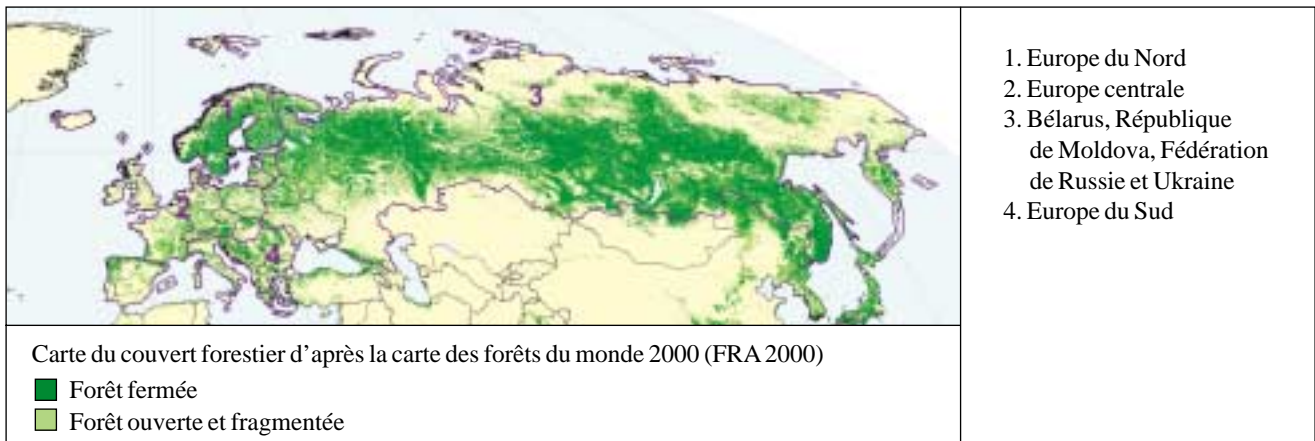 3
1. Europe du Nord
2. Europe centrale
3. Bélarus, République
de Moldova, Fédération
de Russie et Ukraine
4. Europe du Sud
Carte du couvert forestier d'après la carte des forêts du monde 2000 (FRA 2000)
Forêt fermée
Forêt ouverte et fragmentée